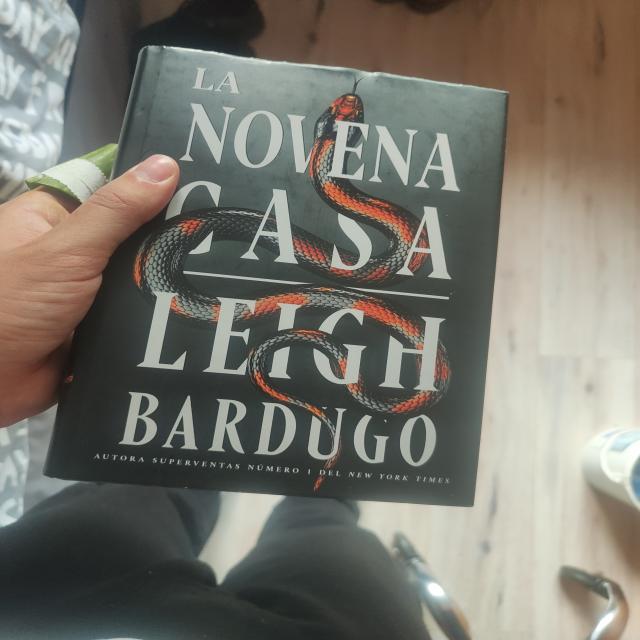 LA
NOVENA
CASA
LEIGH
BARDUGO
AUTORA SUPERVENTAS NÚMERO 1 DEL NEW YORK TIMES